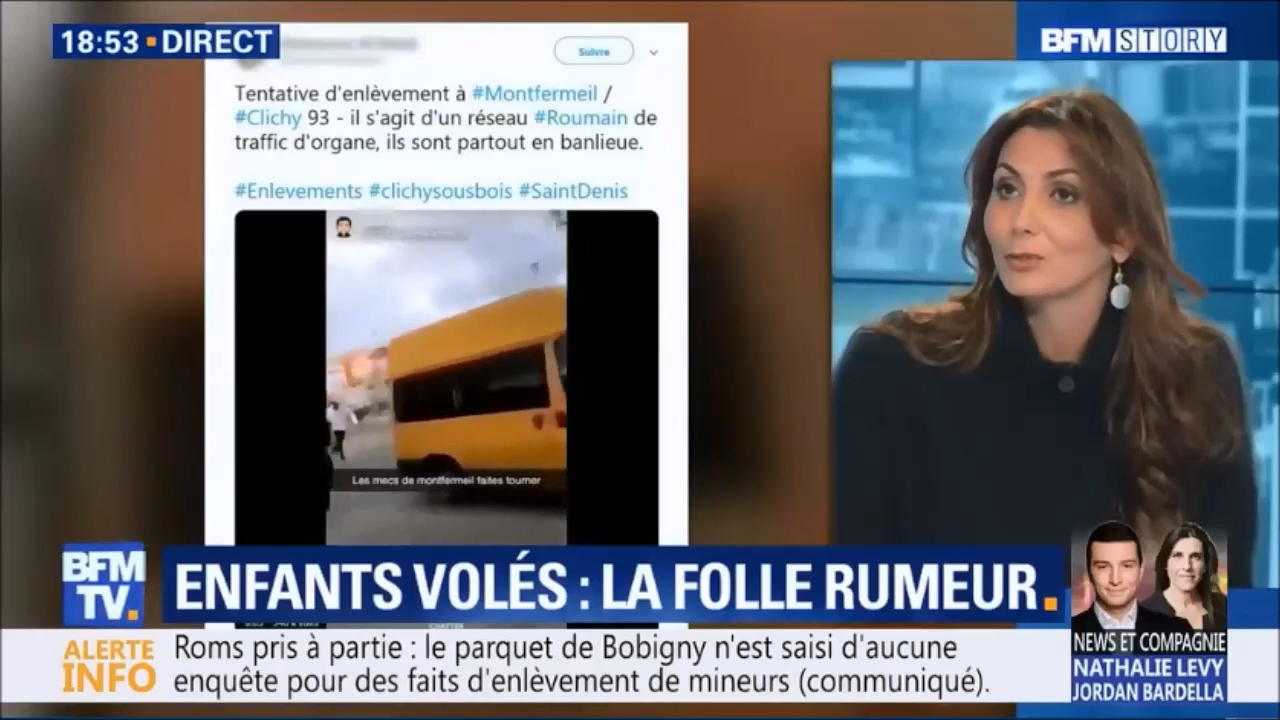 18:53 DIRECT
BFM STORY
Suivre
Tentative d'enlèvement à #Montfermeil /
#Clichy 93 - il s'agit d'un réseau #Roumain de
traffic d'organe, ils sont partout en banlieue.
#Enlevements #clichysousbois #SaintDenis
Les mecs de montfermeil faites tourner
BFM
TV.
ENFANTS VOLÉS : LA FOLLE RUMEUR.
ALERTE
INFO
Roms pris à partie : le parquet de Bobigny n'est saisi d'aucune
enquête pour des faits d'enlèvement de mineurs (communiqué).
NEWS ET COMPAGNIE
NATHALIE LEVY
JORDAN BARDELLA